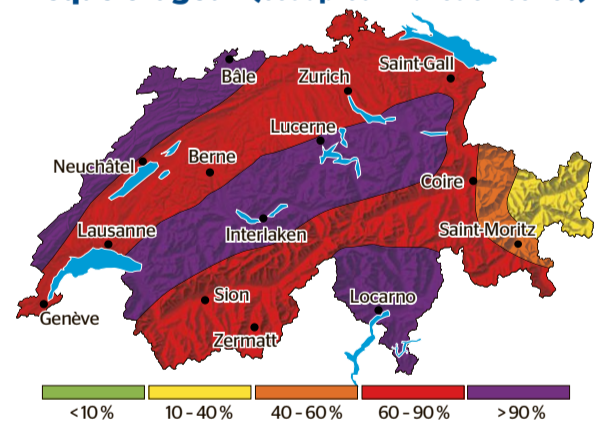 Bâle
Zurich
Saint-Gall
Lucerne
Neuchâtel
Berne
Coire
Lausanne
Interlaken
Saint-Moritz
Sion
Locarno
Genève
Zermatt
<10 %
10 - 40 %
40 - 60 %
60 - 90 %
>90 %